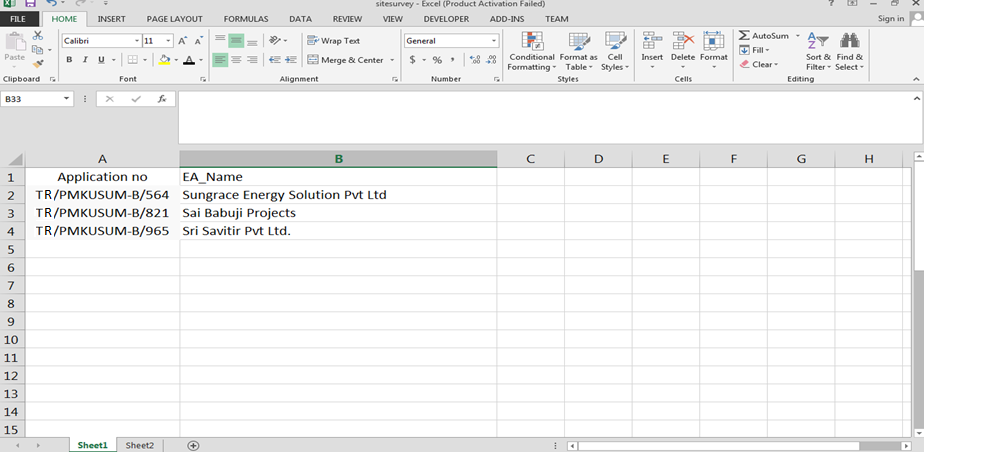 sitesurvey - Excel (Product Activation Failed)
?
FILE HOME INSERT PAGE LAYOUT FORMULAS DATA REVIEW VIEW DEVELOPER ADD-INS TEAM Sign in
Paste
Calibri 11 A A
B I U A
Wrap Text
Merge & Center
General
$ % , .00 .00
Conditional Formatting
Format as Table
Cell Styles
Insert Delete Format
AutoSum
Fill
Clear
Sort & Filter
Find & Select
Clipboard Font Alignment Number Styles Cells Editing
B33 fx
A B C D E F G H
1 Application no EA_Name
2 TR/PMKUSUM-B/564 Sungrace Energy Solution Pvt Ltd
3 TR/PMKUSUM-B/821 Sai Babuji Projects
4 TR/PMKUSUM-B/965 Sri Savitir Pvt Ltd.
5
6
7
8
9
10
11
12
13
14
15
Sheet1 Sheet2